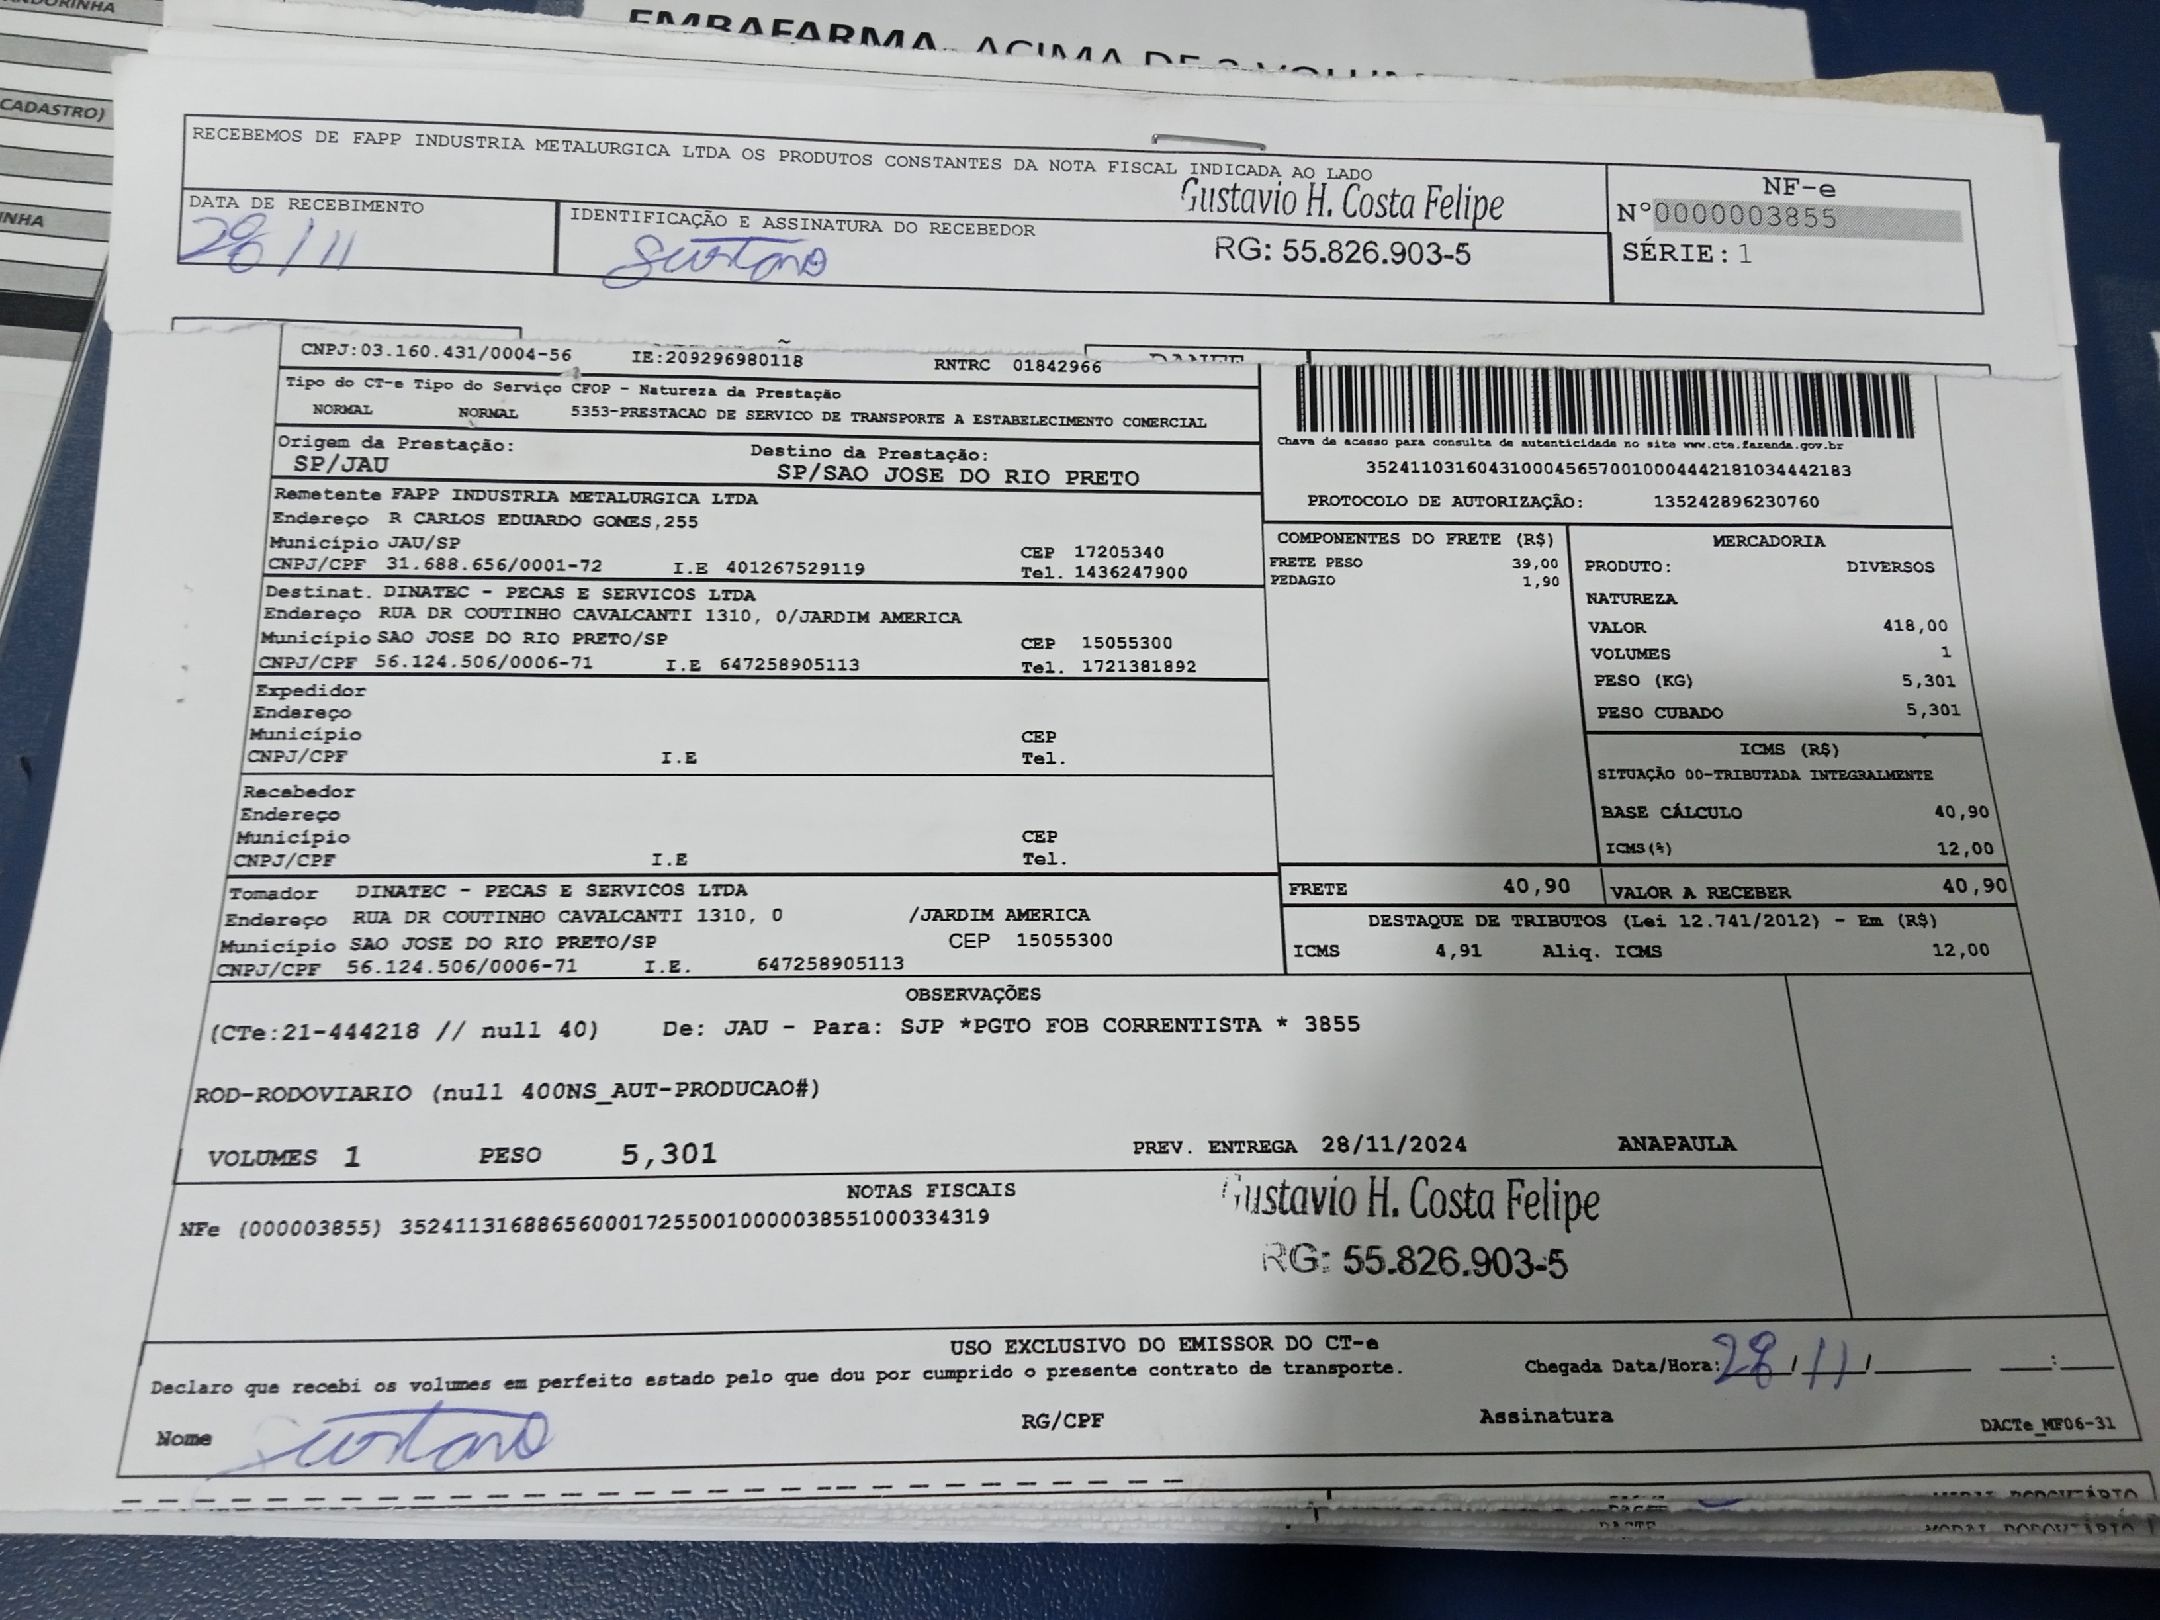 CADASTRO)
EMBAFARMA ACIMA DE
RECEBEMOS DE FAPP INDUSTRIA METALURGICA LTDA OS PRODUTOS CONSTANTES DA NOTA FISCAL INDICADA AO LADO
NF-e
Nº0000003855
SÉRIE: 1
DATA DE RECEBIMENTO
28/11
IDENTIFICAÇÃO E ASSINATURA DO RECEBEDOR
Gustavo
Gustavio H. Costa Felipe
RG: 55.826.903-5
CNPJ:03.160.431/0004-56 IE:209296980118 RNTRC 01842966
Tipo do CT-e Tipo do Serviço CFOP - Natureza da Prestação
NORMAL NORMAL 5353-PRESTACAO DE SERVICO DE TRANSPORTE A ESTABELECIMENTO COMERCIAL
Origem da Prestação: Destino da Prestação:
SP/JAU SP/SAO JOSE DO RIO PRETO
Chave de acesso para consulta de autenticidade no site www.cte.fazenda.gov.br
35241103160431000456570010004442181034442183
PROTOCOLO DE AUTORIZAÇÃO: 135242896230760
Remetente FAPP INDUSTRIA METALURGICA LTDA
Endereço R CARLOS EDUARDO GOMES,255
Município JAU/SP CEP 17205340
CNPJ/CPF 31.688.656/0001-72 I.E 401267529119 Tel. 1436247900
Destinat. DINATEC - PECAS E SERVICOS LTDA
Endereço RUA DR COUTINHO CAVALCANTI 1310, 0/JARDIM AMERICA
Município SAO JOSE DO RIO PRETO/SP CEP 15055300
CNPJ/CPF 56.124.506/0006-71 I.E 647258905113 Tel. 1721381892
Expedidor
Endereço
Município CEP
CNPJ/CPF I.E Tel.
Recebedor
Endereço
Município CEP
CNPJ/CPF I.E Tel.
Tomador DINATEC - PECAS E SERVICOS LTDA
Endereço RUA DR COUTINHO CAVALCANTI 1310, 0 /JARDIM AMERICA
Município SAO JOSE DO RIO PRETO/SP CEP 15055300
CNPJ/CPF 56.124.506/0006-71 I.E. 647258905113
COMPONENTES DO FRETE (R$)
FRETE PESO 39,00
PEDAGIO 1,90
MERCADORIA
PRODUTO: DIVERSOS
NATUREZA
VALOR 418,00
VOLUMES 1
PESO (KG) 5,301
PESO CUBADO 5,301
ICMS (R$)
SITUAÇÃO 00-TRIBUTADA INTEGRALMENTE
BASE CÁLCULO 40,90
ICMS(%) 12,00
FRETE 40,90 VALOR A RECEBER 40,90
DESTAQUE DE TRIBUTOS (Lei 12.741/2012) - Em (R$)
ICMS 4,91 Aliq. ICMS 12,00
OBSERVAÇÕES
(CTe:21-444218 // null 40) De: JAU - Para: SJP *PGTO FOB CORRENTISTA * 3855
ROD-RODOVIARIO (null 400NS_AUT-PRODUCAO#)
VOLUMES 1 PESO 5,301 PREV. ENTREGA 28/11/2024 ANAPAULA
NOTAS FISCAIS
NFe (000003855) 35241131688656000172550010000038551000334319
Gustavio H. Costa Felipe
RG: 55.826.903-5
USO EXCLUSIVO DO EMISSOR DO CT-e
Declaro que recebi os volumes em perfeito estado pelo que dou por cumprido o presente contrato de transporte.
Chegada Data/Hora: 28/11/ :
Nome Gustavo RG/CPF Assinatura DACTe_MF06-31